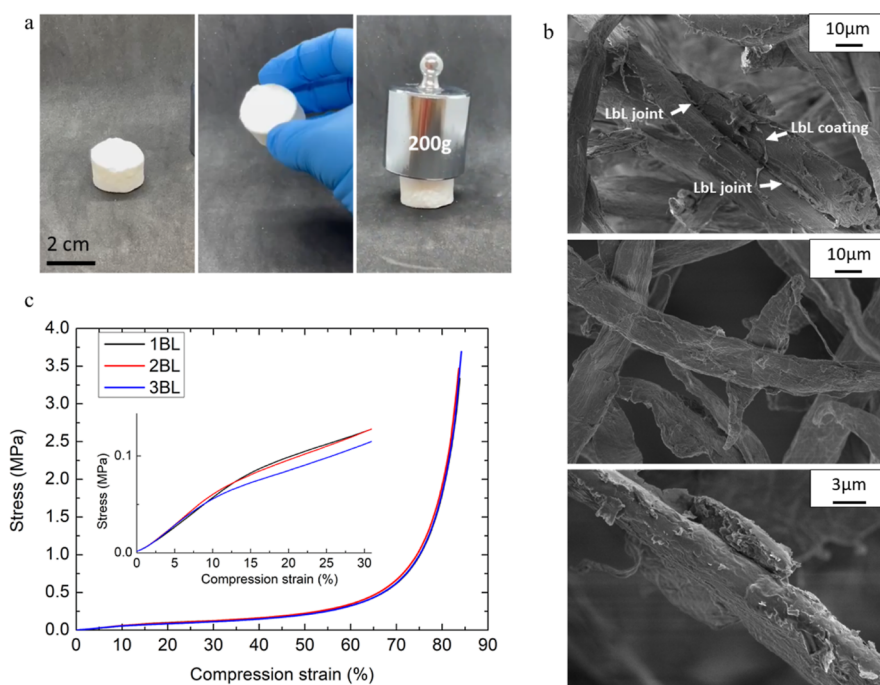 a
2 cm
200g
b
10μm
LbL joint
LbL coating
LbL joint
10μm
3μm
c
4.0
3.5
3.0
2.5
2.0
1.5
1.0
0.5
0.0
Stress (MPa)
1BL
2BL
3BL
0.1
0.0
Stress (MPa)
0 5 10 15 20 25 30
Compression strain (%)
0 10 20 30 40 50 60 70 80 90
Compression strain (%)